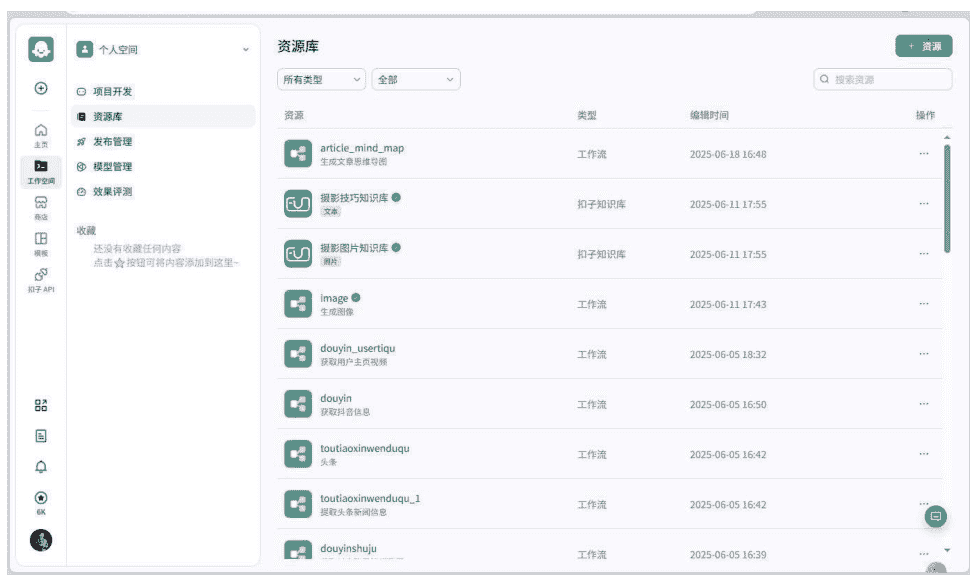 个人空间
主页
工作空间
商店
模板
扣子 API
6K
项目开发
资源库
发布管理
模型管理
效果评测
收藏
还没有收藏任何内容
点击☆按钮可将内容添加到这里~
资源库
+ 资源
所有类型
全部
搜索资源
资源 类型 编辑时间 操作
article_mind_map
生成文章思维导图
工作流 2025-06-18 16:48 ···
摄影技巧知识库
文本
扣子知识库 2025-06-11 17:55 ···
摄影图片知识库
照片
扣子知识库 2025-06-11 17:55 ···
image
生成图像
工作流 2025-06-11 17:43 ···
douyin_usertiqu
获取用户主页视频
工作流 2025-06-05 18:32 ···
douyin
获取抖音信息
工作流 2025-06-05 16:50 ···
toutiaoxinwenduqu
头条
工作流 2025-06-05 16:42 ···
toutiaoxinwenduqu_1
提取头条新闻信息
工作流 2025-06-05 16:42 ···
douyinshuju
工作流 2025-06-05 16:39 ···